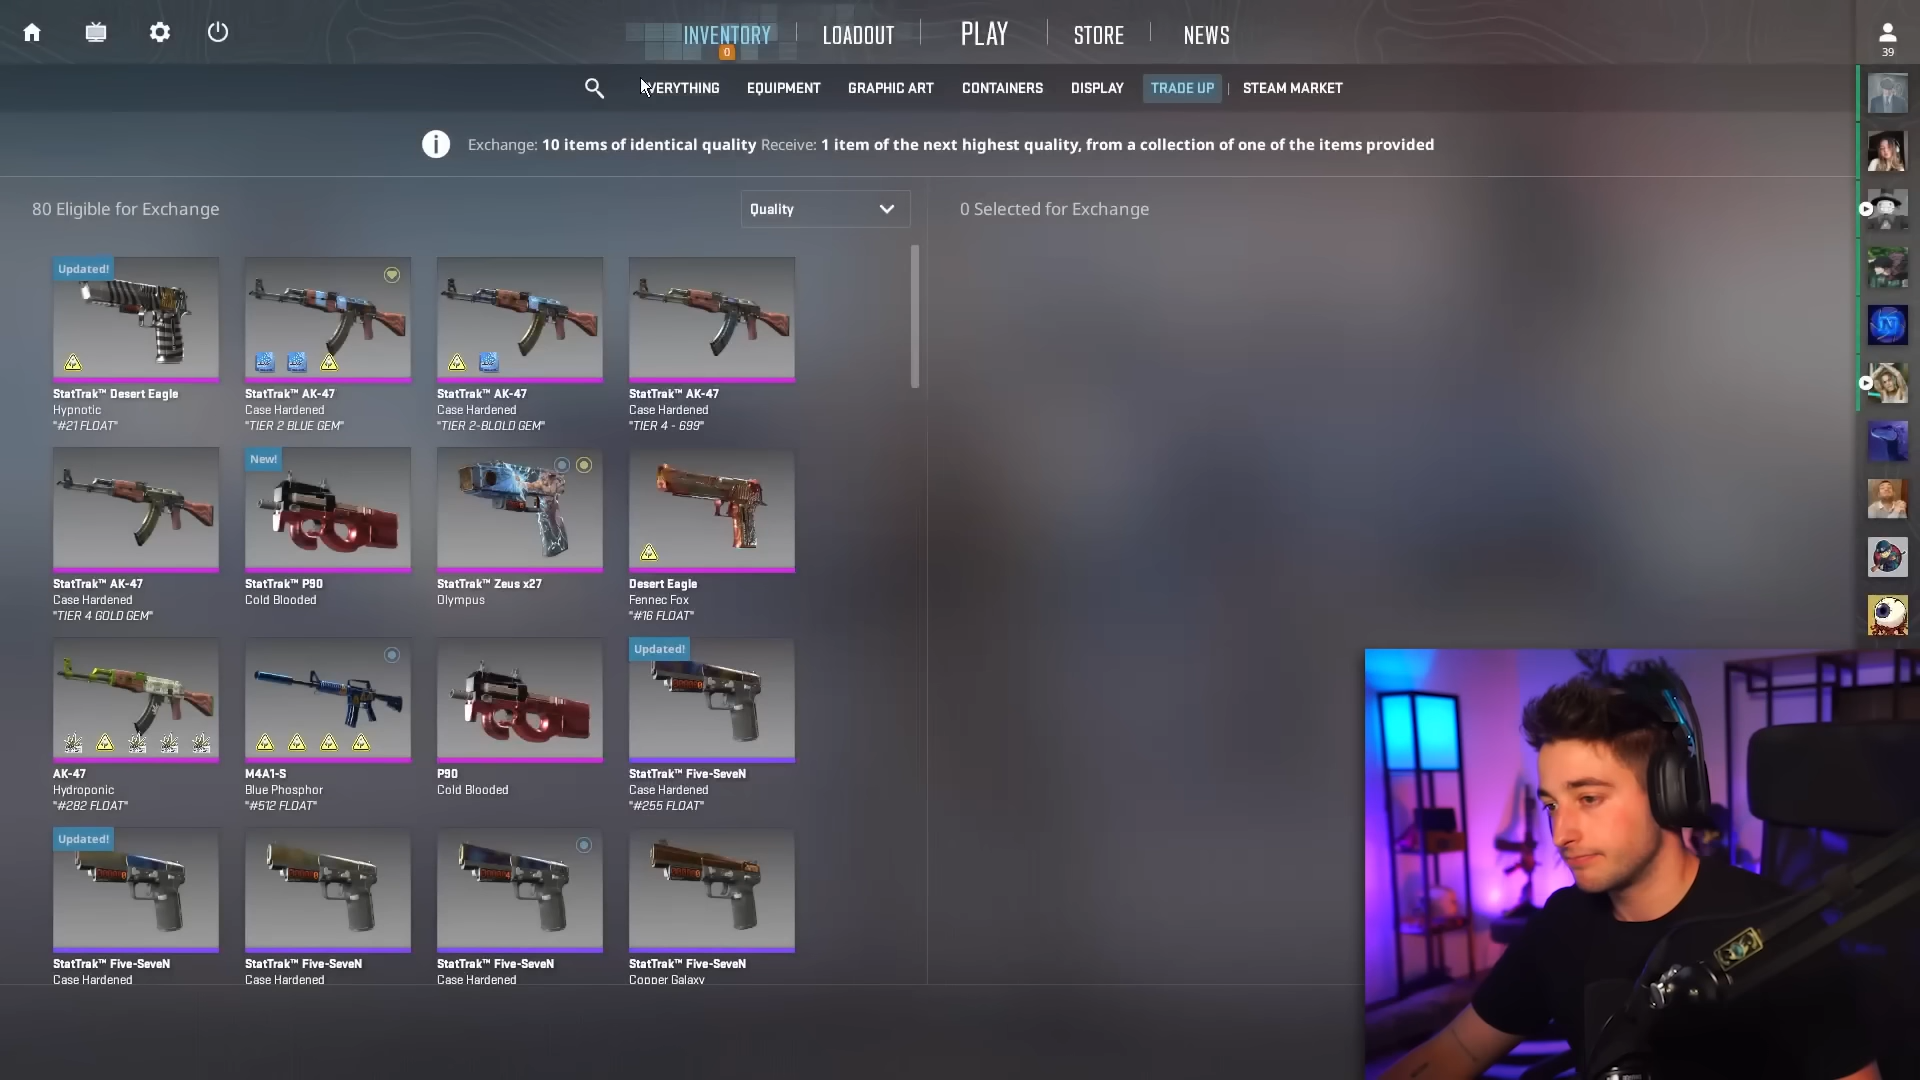 INVENTORY
LOADOUT
PLAY
STORE
NEWS
0
39
VERYTHING
EQUIPMENT
GRAPHIC ART
CONTAINERS
DISPLAY
TRADE UP
STEAM MARKET
Exchange: 10 items of identical quality Receive: 1 item of the next highest quality, from a collection of one of the items provided
80 Eligible for Exchange
Quality
0 Selected for Exchange
Updated!
StatTrak™ Desert Eagle
Hypnotic
"#21 FLOAT"
StatTrak™ AK-47
Case Hardened
"TIER 2 BLUE GEM"
StatTrak™ AK-47
Case Hardened
"TIER 2-BLOLD GEM"
StatTrak™ AK-47
Case Hardened
"TIER 4 - 699"
StatTrak™ AK-47
Case Hardened
"TIER 4 GOLD GEM"
New!
StatTrak™ P90
Cold Blooded
StatTrak™ Zeus x27
Olympus
Desert Eagle
Fennec Fox
"#16 FLOAT"
AK-47
Hydroponic
"#282 FLOAT"
M4A1-S
Blue Phosphor
"#512 FLOAT"
P90
Cold Blooded
Updated!
StatTrak™ Five-SeveN
Case Hardened
"#255 FLOAT"
Updated!
StatTrak™ Five-SeveN
Case Hardened
StatTrak™ Five-SeveN
Case Hardened
StatTrak™ Five-SeveN
Case Hardened
StatTrak™ Five-SeveN
Copper Galaxy